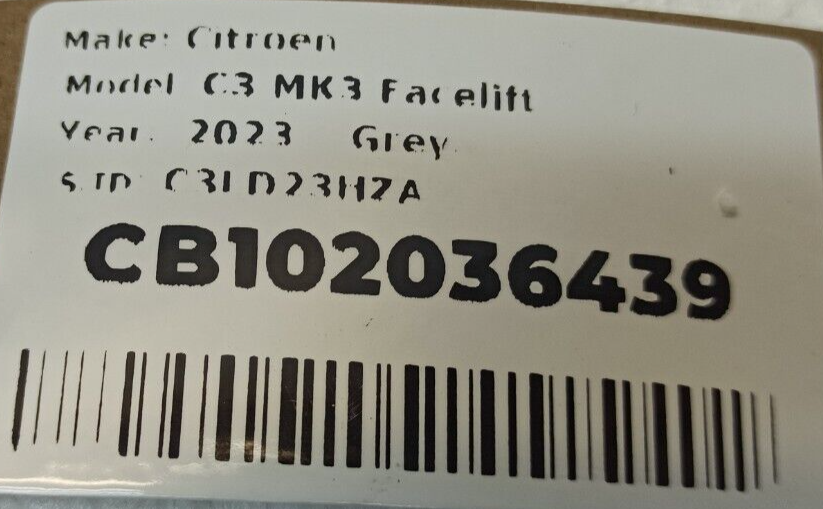 Make: Citroen
Model C3 MK3 Facelift
Year. 2023 Grey
CB102036439